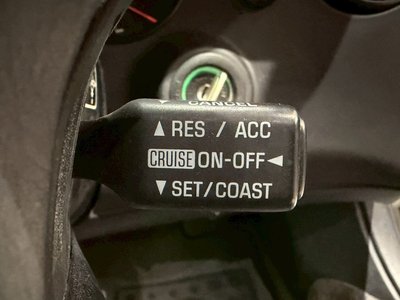 ▼ CANCEL
▲ RES / ACC
CRUISE ON-OFF ◄
▼ SET/COAST